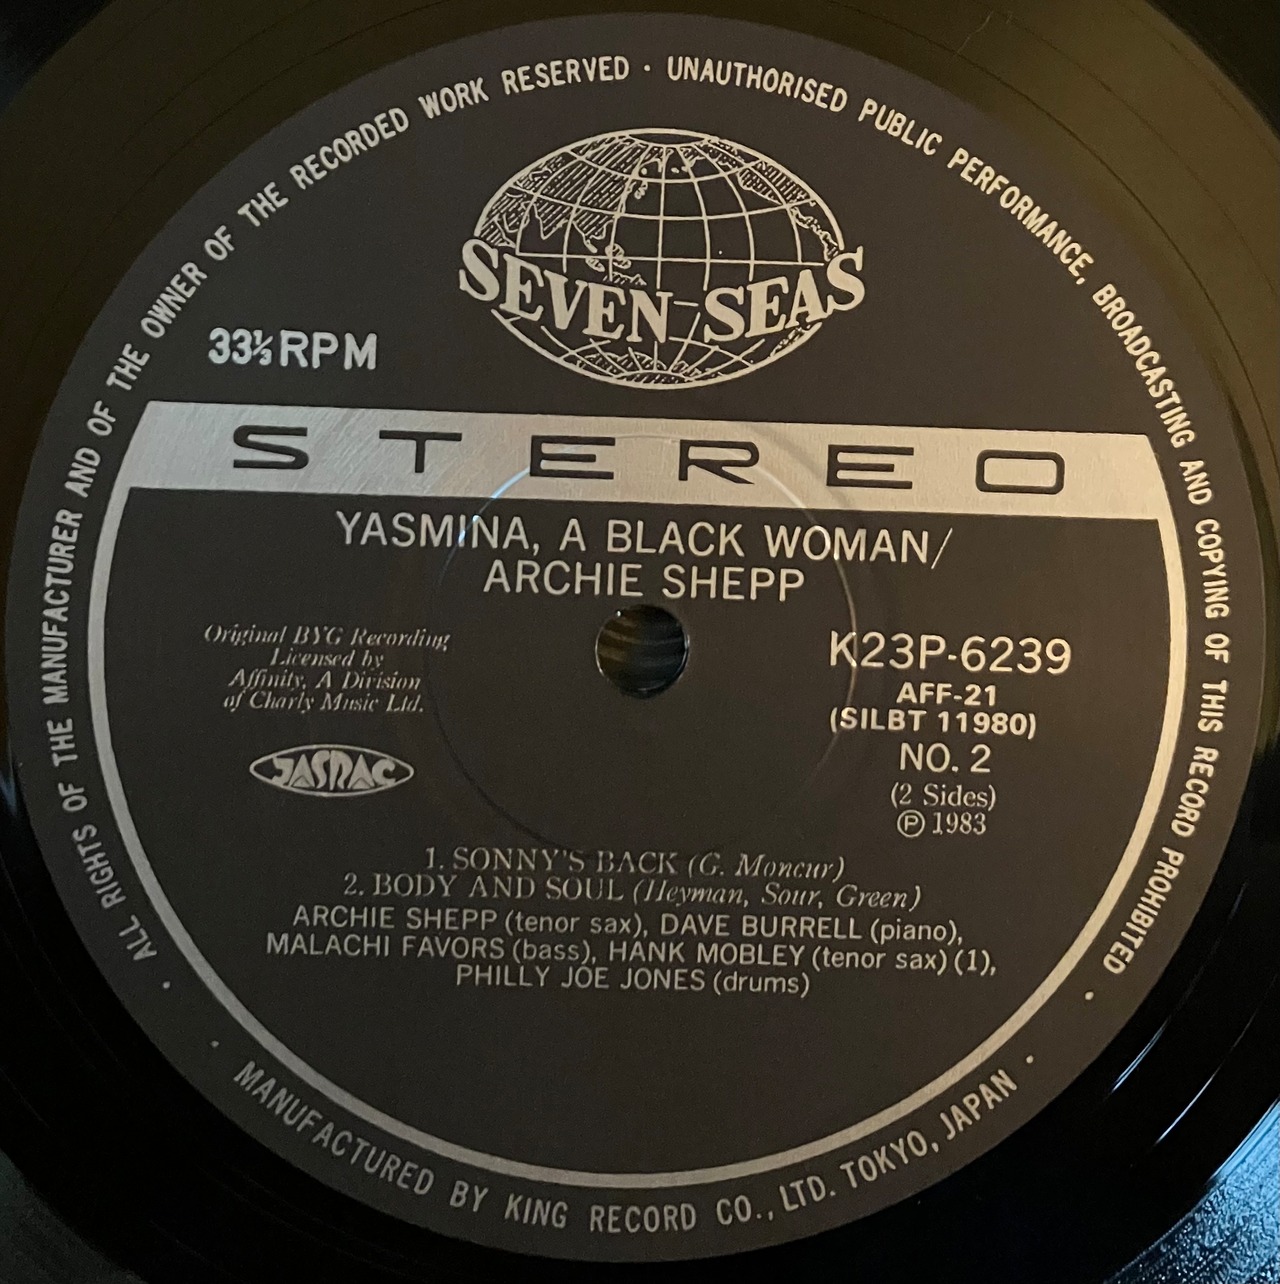 ALL RIGHTS OF THE MANUFACTURER AND OF THE OWNER OF THE RECORDED WORK RESERVED · UNAUTHORISED PUBLIC PERFORMANCE, BROADCASTING AND COPYING OF THIS RECORD PROHIBITED
SEVEN SEAS
33⅓ RPM
STEREO
YASMINA, A BLACK WOMAN/
ARCHIE SHEPP
Original BYG Recording
Licensed by
Affinity, A Division
of Charly Music Ltd.
JASRAC
K23P-6239
AFF-21
(SILBT 11980)
NO. 2
(2 Sides)
Ⓟ 1983
1. SONNY'S BACK (G. Moncur)
2. BODY AND SOUL (Heyman, Sour, Green)
ARCHIE SHEPP (tenor sax), DAVE BURRELL (piano),
MALACHI FAVORS (bass), HANK MOBLEY (tenor sax) (1),
PHILLY JOE JONES (drums)
· MANUFACTURED BY KING RECORD CO., LTD. TOKYO, JAPAN ·